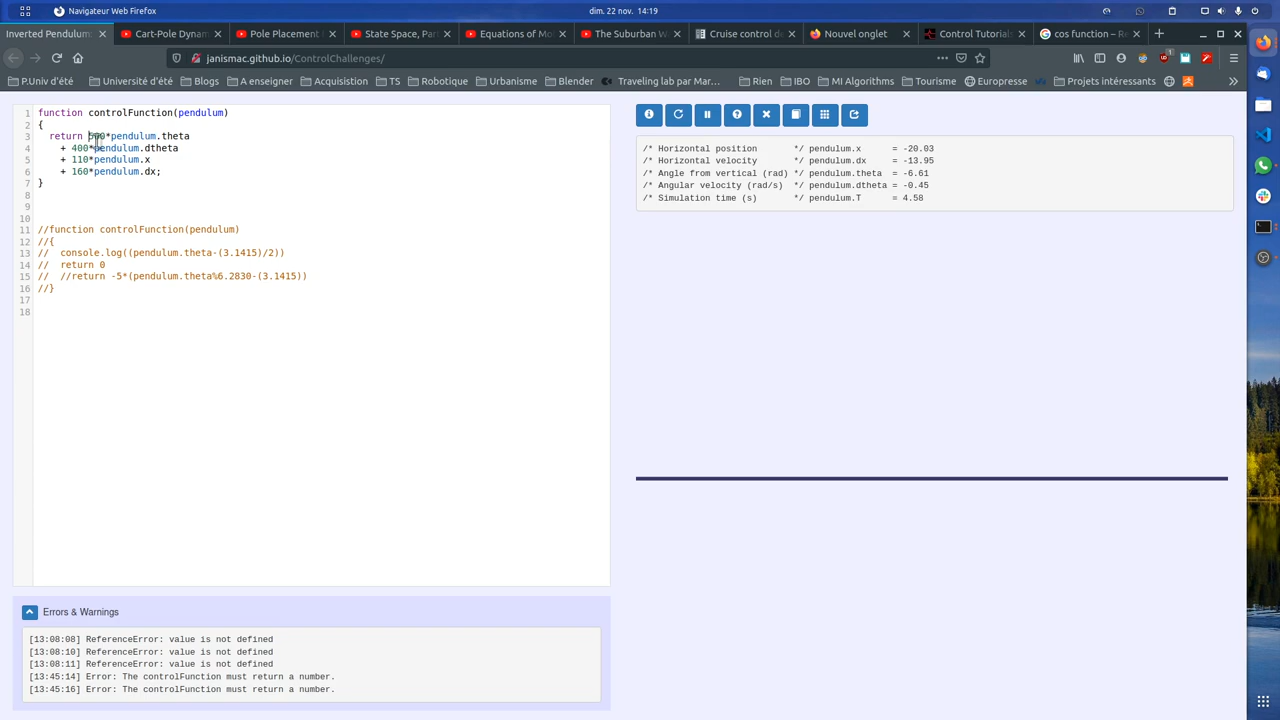 Navigateur Web Firefox
dim. 22 nov. 14:19
Inverted Pendulum:
Cart-Pole Dynam
Pole Placement
State Space, Par
Equations of Mo
The Suburban W
Cruise control de
Nouvel onglet
Control Tutorials
cos function – Re
janismac.github.io/ControlChallenges/
P.Univ d'été
Université d'été
Blogs
A enseigner
Acquisition
TS
Robotique
Urbanisme
Blender
Traveling lab par Mar...
Rien
IBO
MI Algorithms
Tourisme
Europresse
Projets intéressants
1 function controlFunction(pendulum)
2 {
3 return *pendulum.theta
4 + 400*pendulum.dtheta
5 + 110*pendulum.x
6 + 160*pendulum.dx;
7 }
8
9
10
11 //function controlFunction(pendulum)
12 //{
13 // console.log((pendulum.theta-(3.1415)/2))
14 // return 0
15 // //return -5*(pendulum.theta%6.2830-(3.1415))
16 //}
17
18
/* Horizontal position */ pendulum.x = -20.03
/* Horizontal velocity */ pendulum.dx = -13.95
/* Angle from vertical (rad) */ pendulum.theta = -6.61
/* Angular velocity (rad/s) */ pendulum.dtheta = -0.45
/* Simulation time (s) */ pendulum.T = 4.58
Errors & Warnings
[13:08:08] ReferenceError: value is not defined
[13:08:10] ReferenceError: value is not defined
[13:08:11] ReferenceError: value is not defined
[13:45:14] Error: The controlFunction must return a number.
[13:45:16] Error: The controlFunction must return a number.